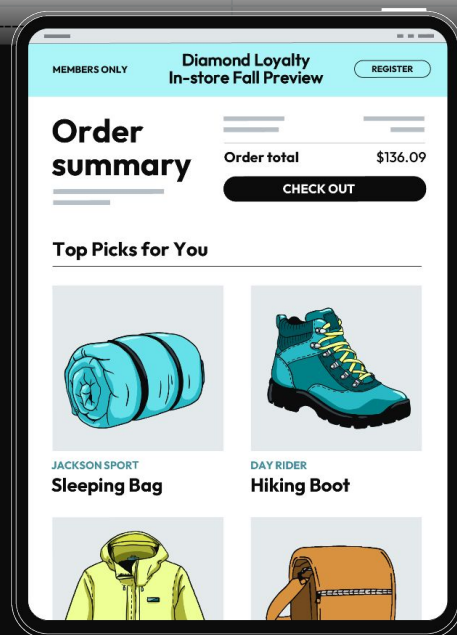 MEMBERS ONLY
Diamond Loyalty
In-store Fall Preview
REGISTER
Order
summary
Order total
$136.09
CHECK OUT
Top Picks for You
JACKSON SPORT
Sleeping Bag
DAY RIDER
Hiking Boot